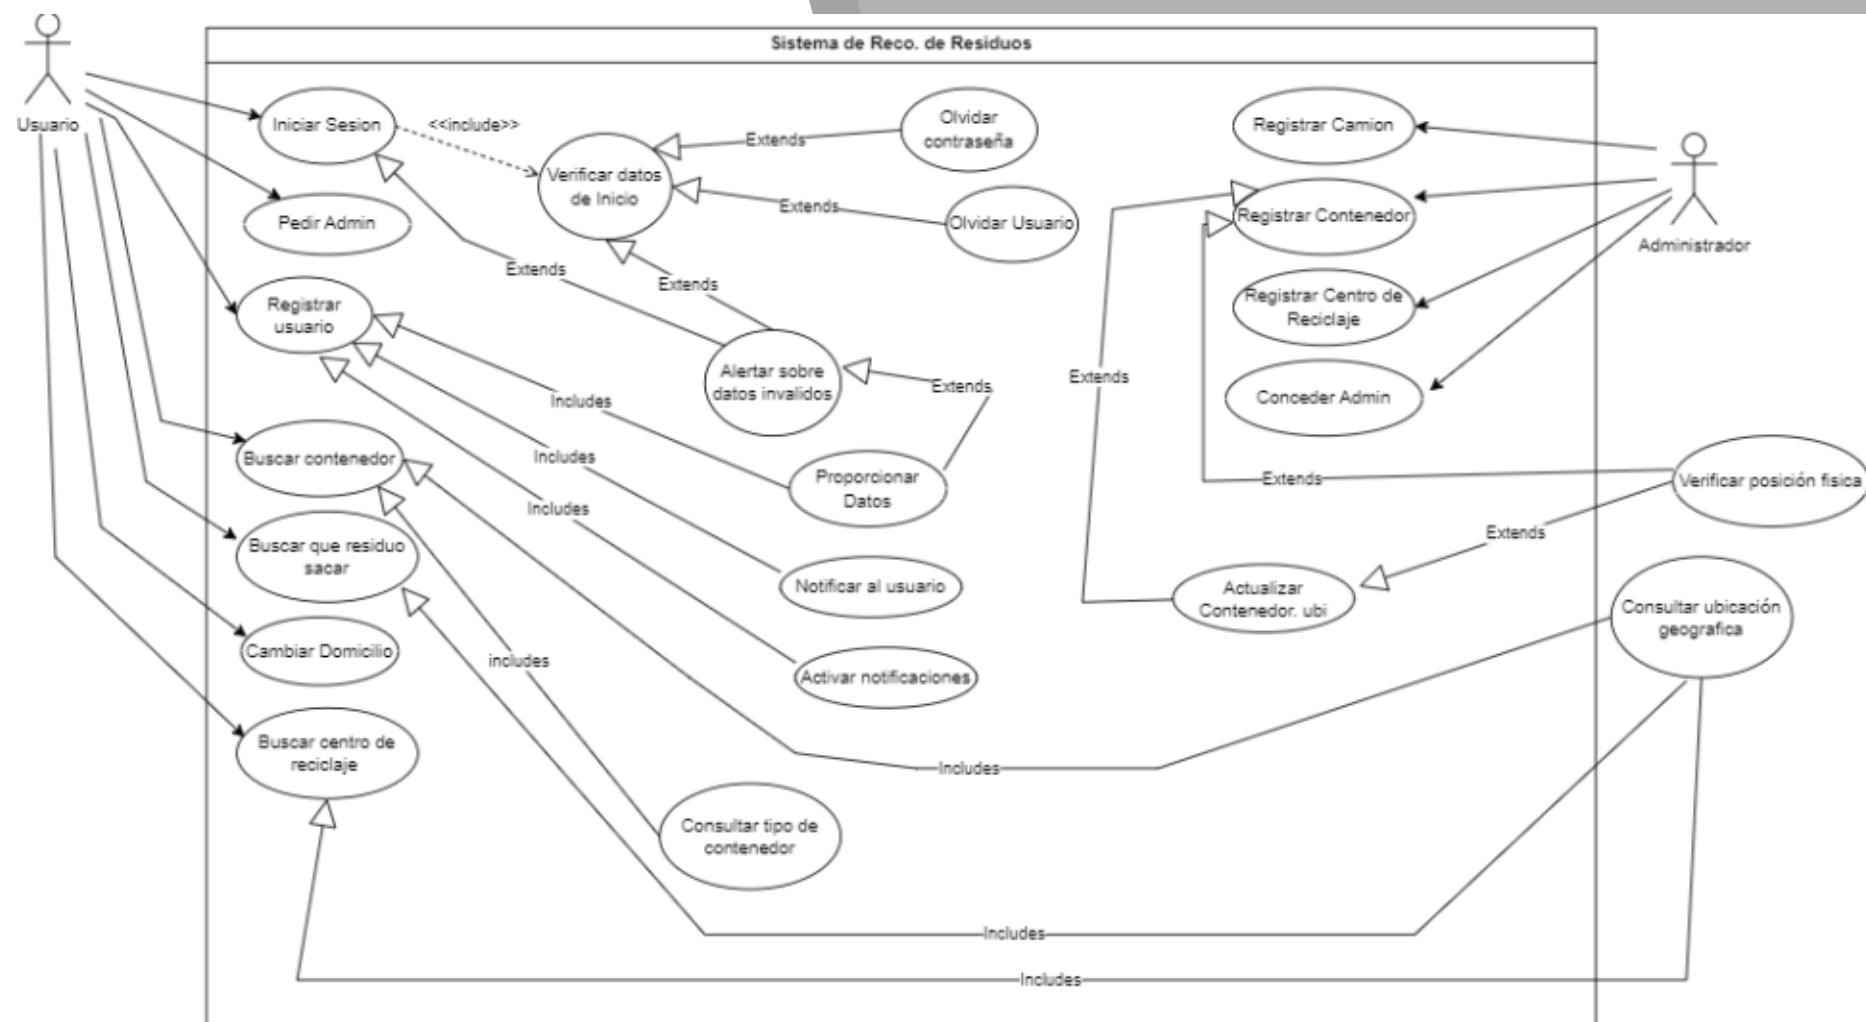 Sistema de Reco. de Residuos
Usuario
Iniciar Sesion
<<include>>
Verificar datos
de Inicio
Extends
Olvidar
contraseña
Extends
Olvidar Usuario
Pedir Admin
Extends
Extends
Registrar
usuario
Alertar sobre
datos invalidos
Extends
Includes
Includes
Includes
Proporcionar
Datos
Buscar contenedor
Buscar que residuo
sacar
Notificar al usuario
Cambiar Domicilio
includes
Activar notificaciones
Buscar centro de
reciclaje
Consultar tipo de
contenedor
Includes
Includes
Includes
Registrar Camion
Registrar Contenedor
Administrador
Registrar Centro de
Reciclaje
Extends
Conceder Admin
Extends
Verificar posición fisica
Extends
Actualizar
Contenedor. ubi
Consultar ubicación
geografica